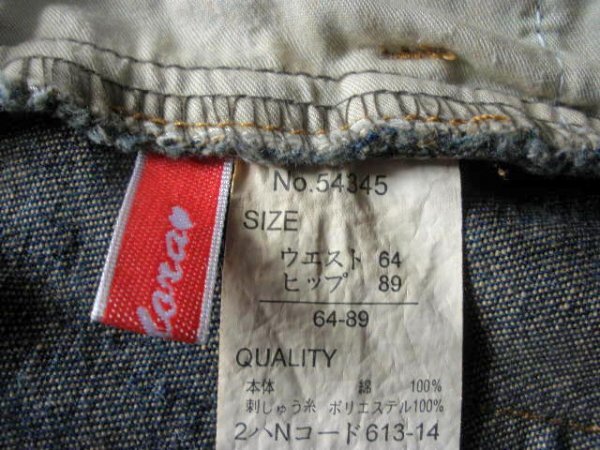 No.54345
SIZE
ウエスト 64
ヒップ 89
64-89
QUALITY
本体 綿 100%
刺しゅう糸 ポリエステル100%
2ハNコード613-14